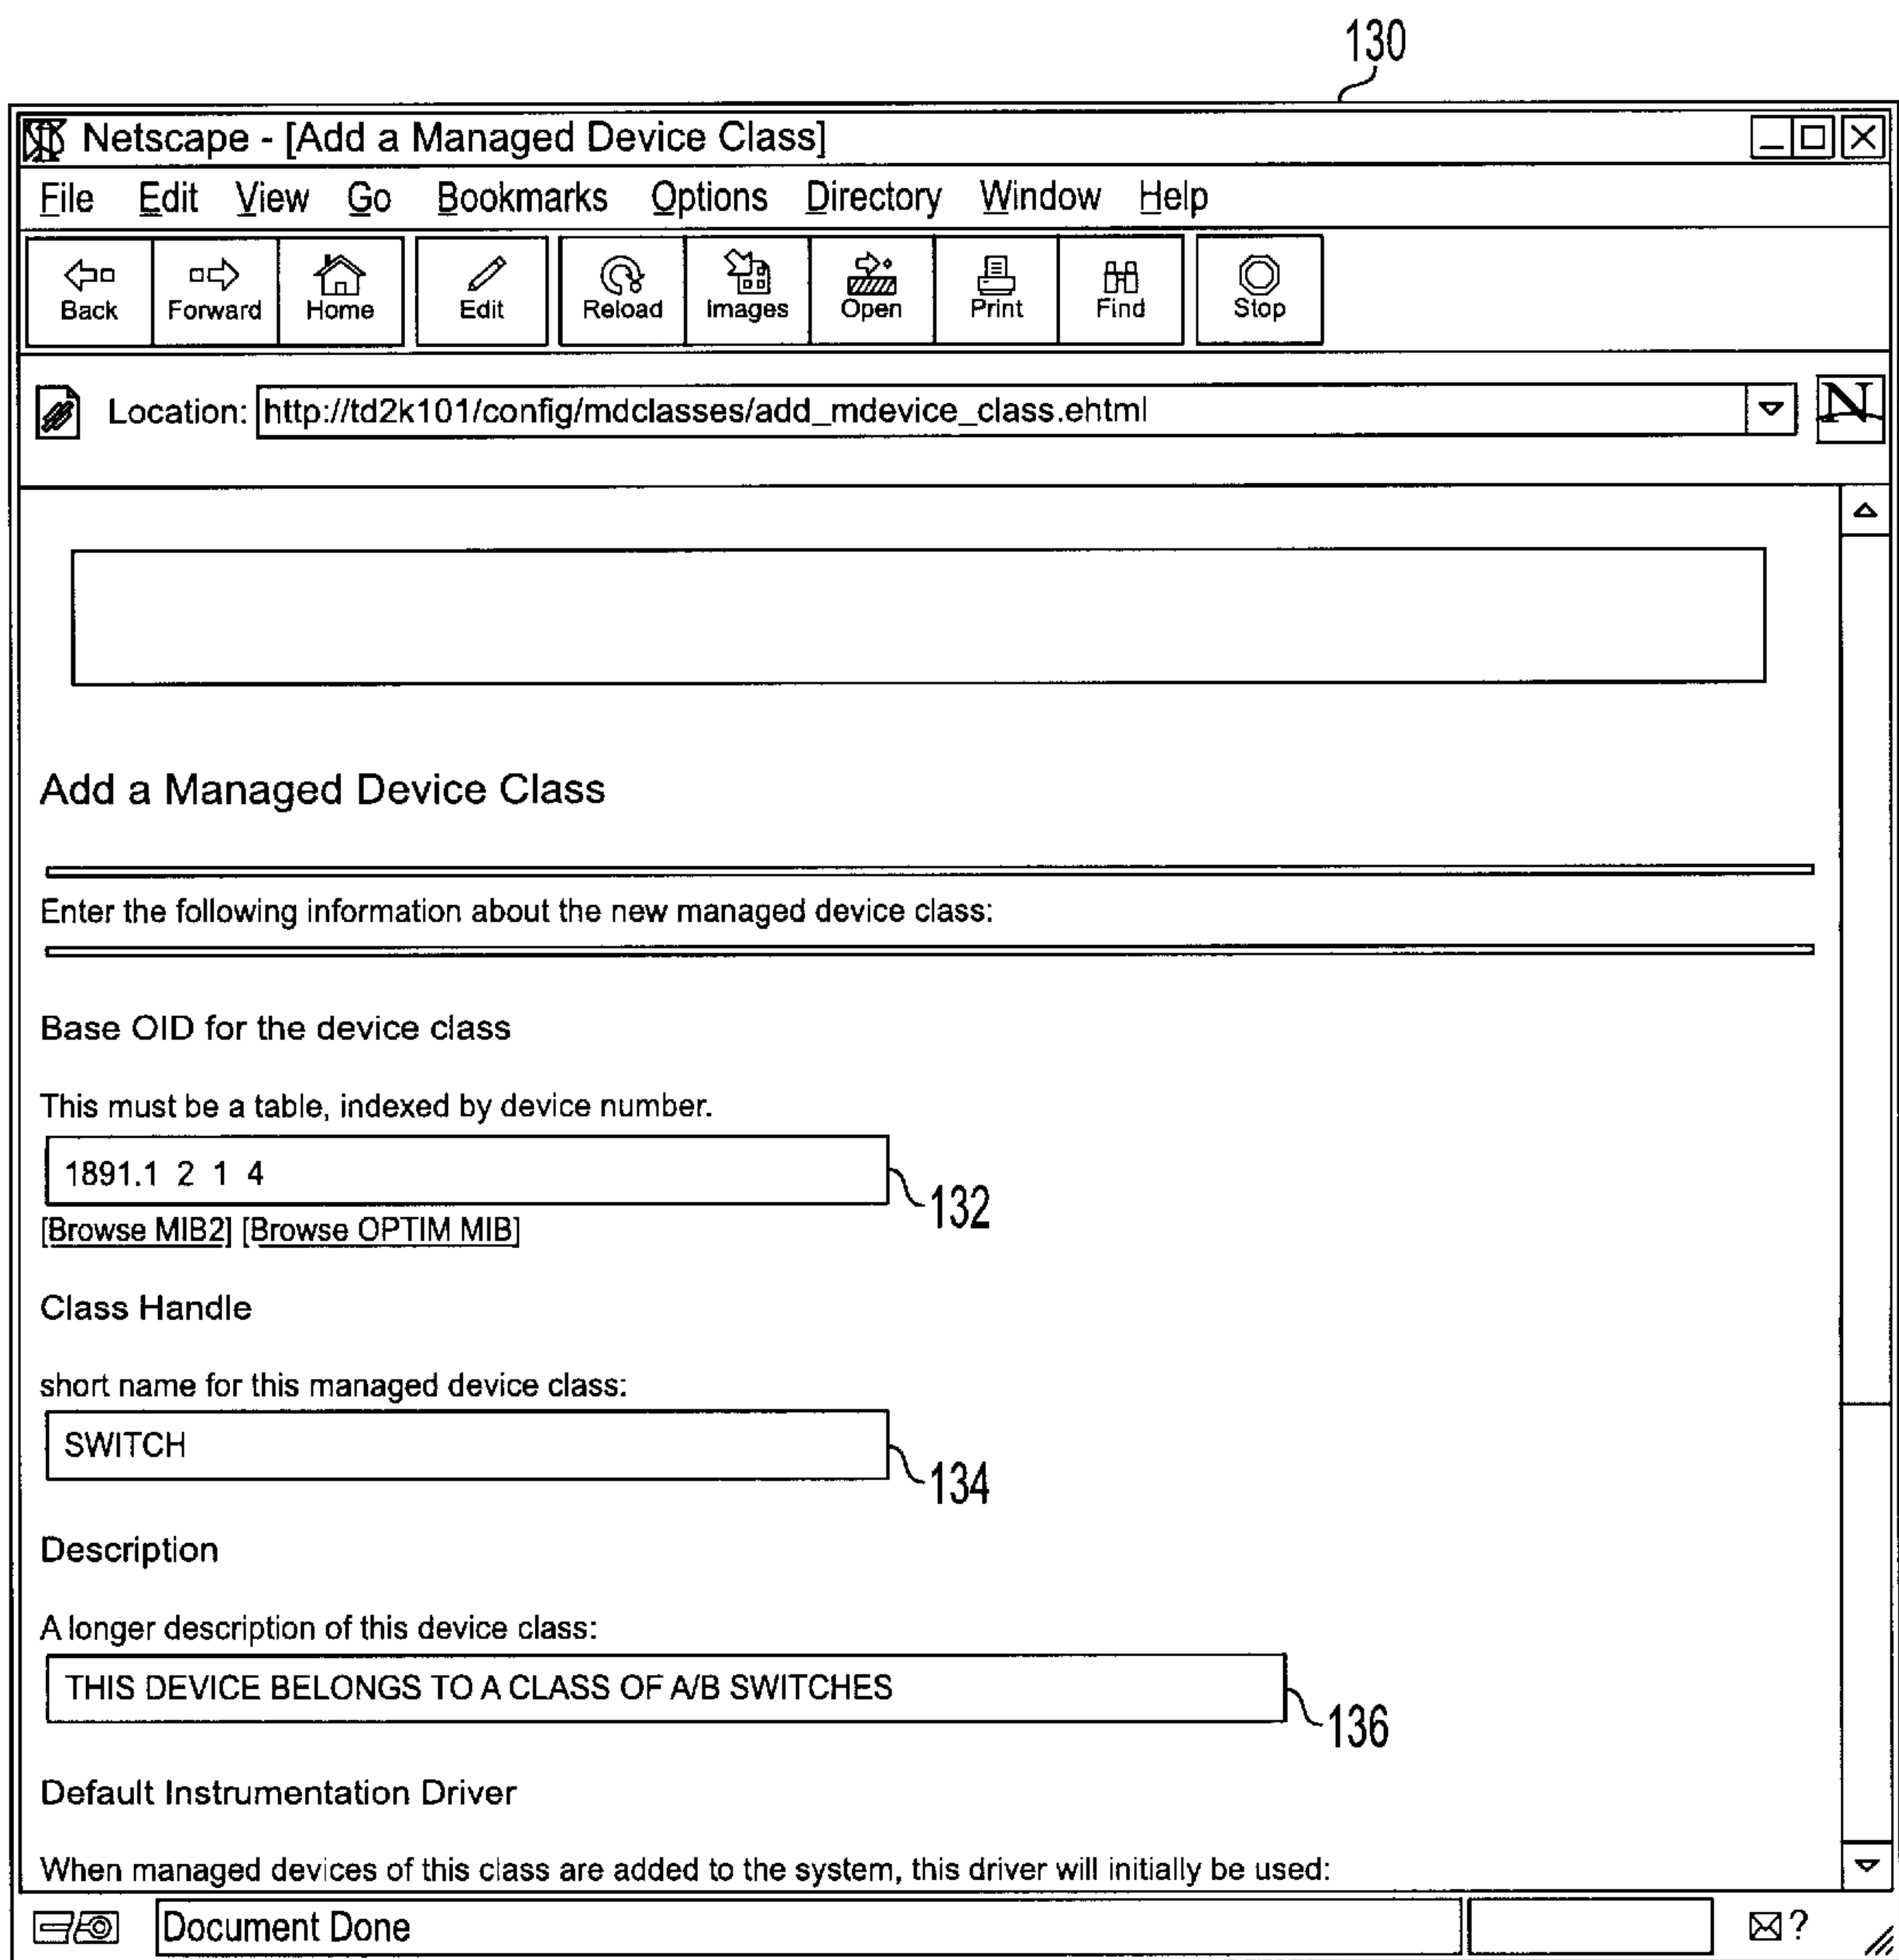 130
Netscape - [Add a Managed Device Class]
File Edit View Go Bookmarks Options Directory Window Help
Back Forward Home Edit Reload Images Open Print Find Stop
Location: http://td2k101/config/mdclasses/add_mdevice_class.ehtml N
Add a Managed Device Class
Enter the following information about the new managed device class:
Base OID for the device class
This must be a table, indexed by device number.
1891.1 2 1 4
132
[Browse MIB2] [Browse OPTIM MIB]
Class Handle
short name for this managed device class:
SWITCH
134
Description
A longer description of this device class:
THIS DEVICE BELONGS TO A CLASS OF A/B SWITCHES
136
Default Instrumentation Driver
When managed devices of this class are added to the system, this driver will initially be used:
Document Done ?